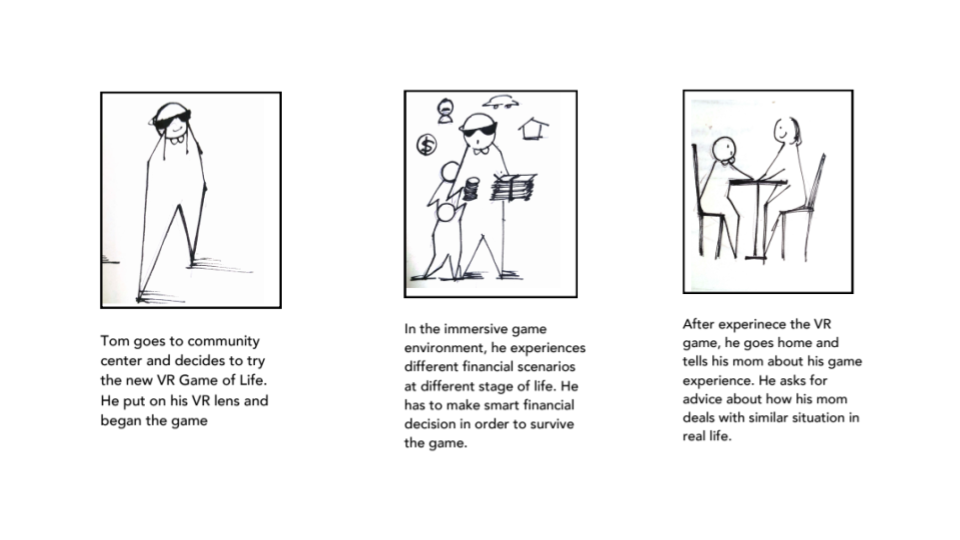 Tom goes to community
center and decides to try
the new VR Game of Life.
He put on his VR lens and
began the game
$
In the immersive game
environment, he experiences
different financial scenarios
at different stage of life. He
has to make smart financial
decision in order to survive
the game.
After experinece the VR
game, he goes home and
tells his mom about his game
experience. He asks for
advice about how his mom
deals with similar situation in
real life.